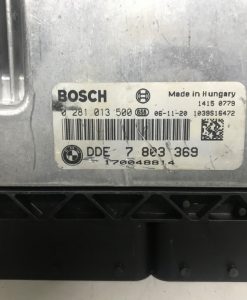 BOSCH
Made in Hungary
1415 0779
0 281 013 500 06-11-20 1039S16472
BMW DDE 7 803 369
170048814